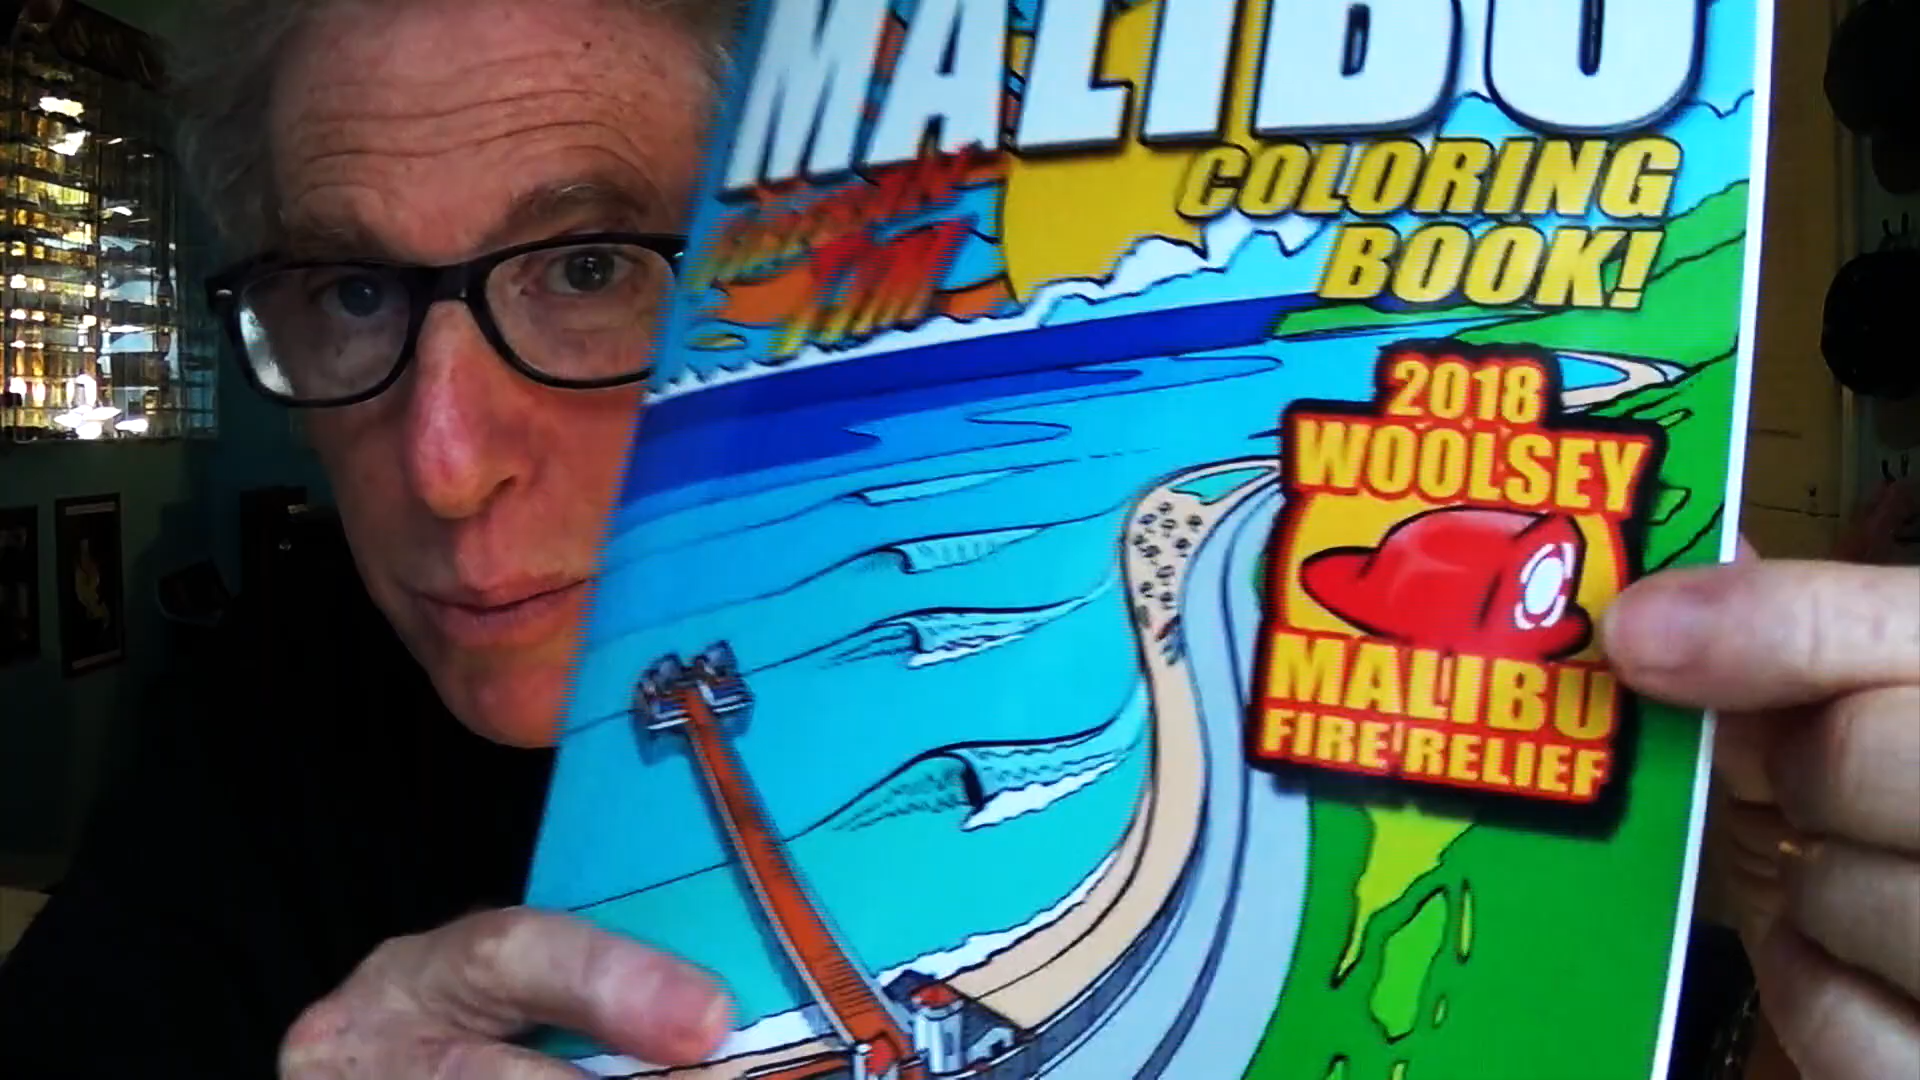 MALIBU
COLORING
BOOK!
2018
WOOLSEY
MALIBU
FIRE RELIEF